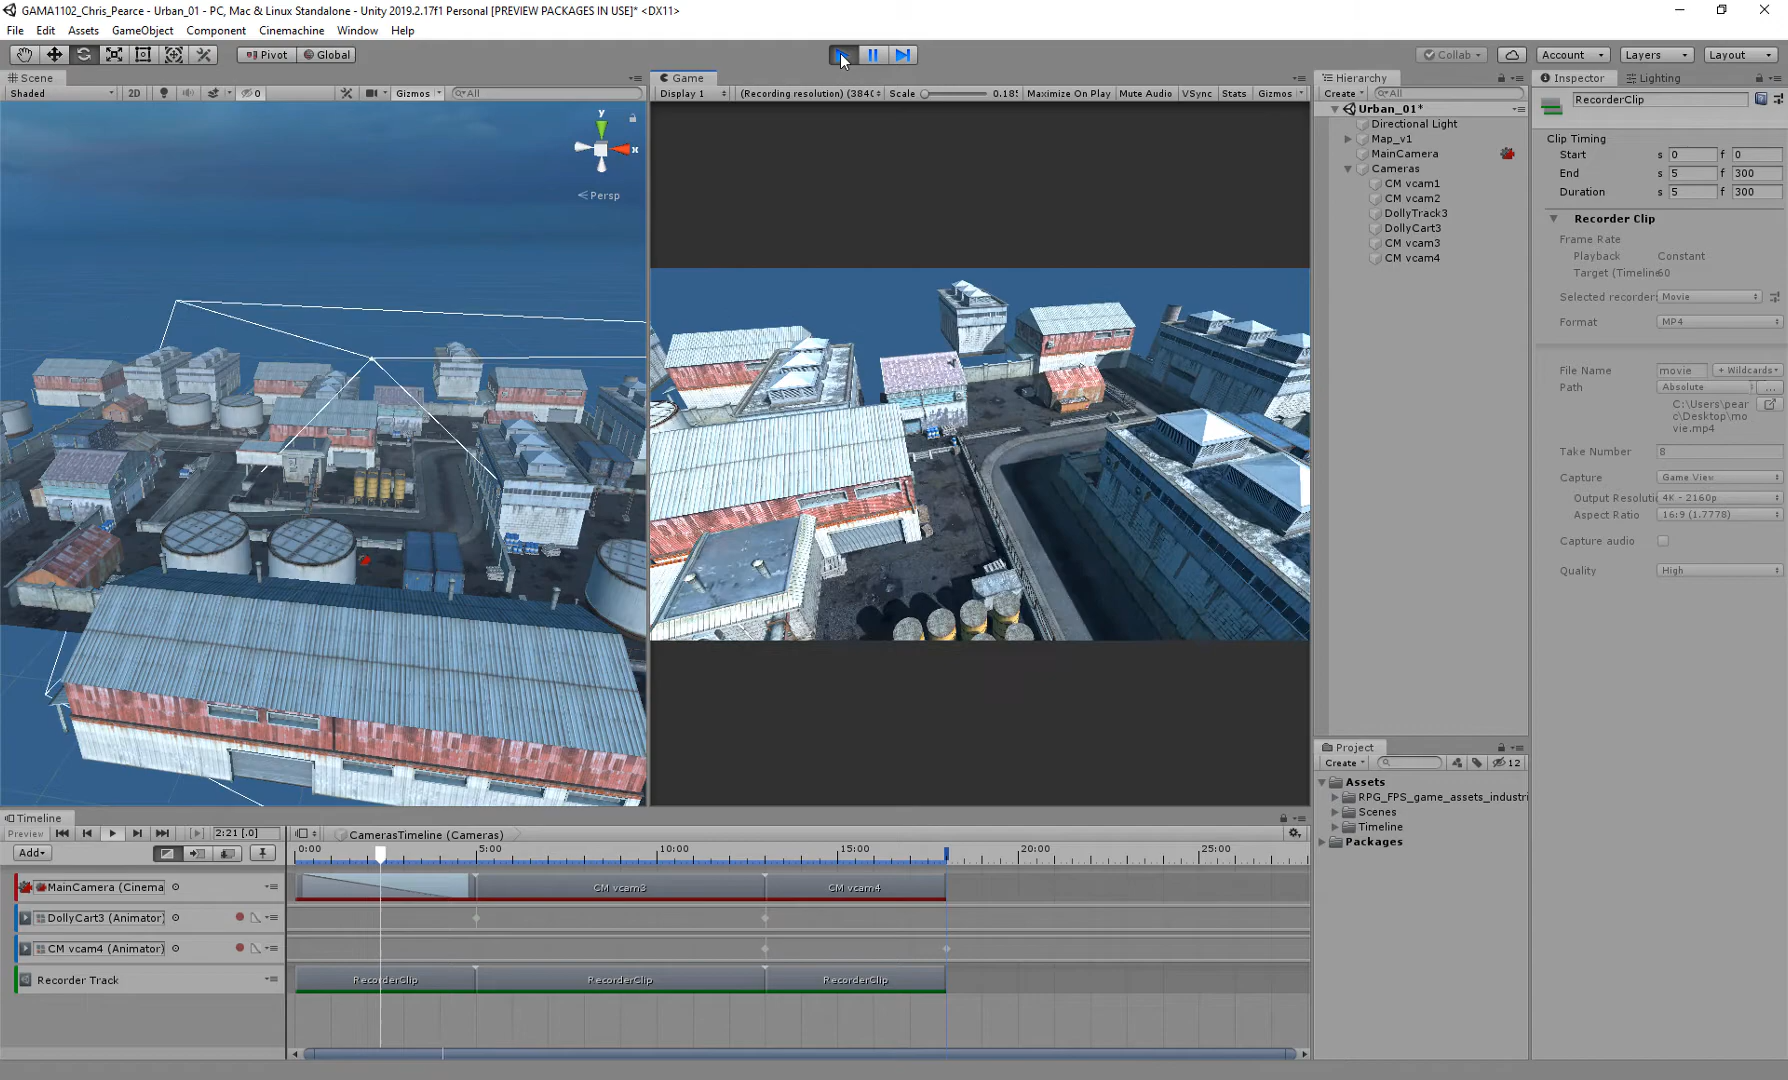 GAMA1102_Chris_Pearce - Urban_01 - PC, Mac & Linux Standalone - Unity 2019.2.17f1 Personal [PREVIEW PACKAGES IN USE]* <DX11>
File Edit Assets GameObject Component Cinemachine Window Help
Pivot Global Collab Account Layers Layout
Scene
Shaded 2D 0 Gizmos All
Persp
y
x
Game
Display 1 (Recording resolution) (384( Scale 0.18 Maximize On Play Mute Audio VSync Stats Gizmos
Hierarchy
Create All
Urban_01*
Directional Light
Map_v1
MainCamera
Cameras
CM vcam1
CM vcam2
DollyTrack3
DollyCart3
CM vcam3
CM vcam4
Project
Create 12
Assets
RPG_FPS_game_assets_industri
Scenes
Timeline
Packages
Inspector Lighting
RecorderClip
Clip Timing
Start s 0 f 0
End s 5 f 300
Duration s 5 f 300
Recorder Clip
Frame Rate
Playback Constant
Target (Timeline 60
Selected recorder: Movie
Format MP4
File Name movie + Wildcards
Path Absolute ...
C:\Users\pear
c\Desktop\mo
vie.mp4
Take Number 8
Capture Game View
Output Resoluti 4K - 2160p
Aspect Ratio 16:9 (1.7778)
Capture audio
Quality High
Timeline
Preview 2:21 [.0] CamerasTimeline (Cameras)
Add 0:00 5:00 10:00 15:00 20:00 25:00
MainCamera (Cinema CM vcam3 CM vcam4
DollyCart3 (Animator)
CM vcam4 (Animator)
Recorder Track RecorderClip RecorderClip RecorderClip